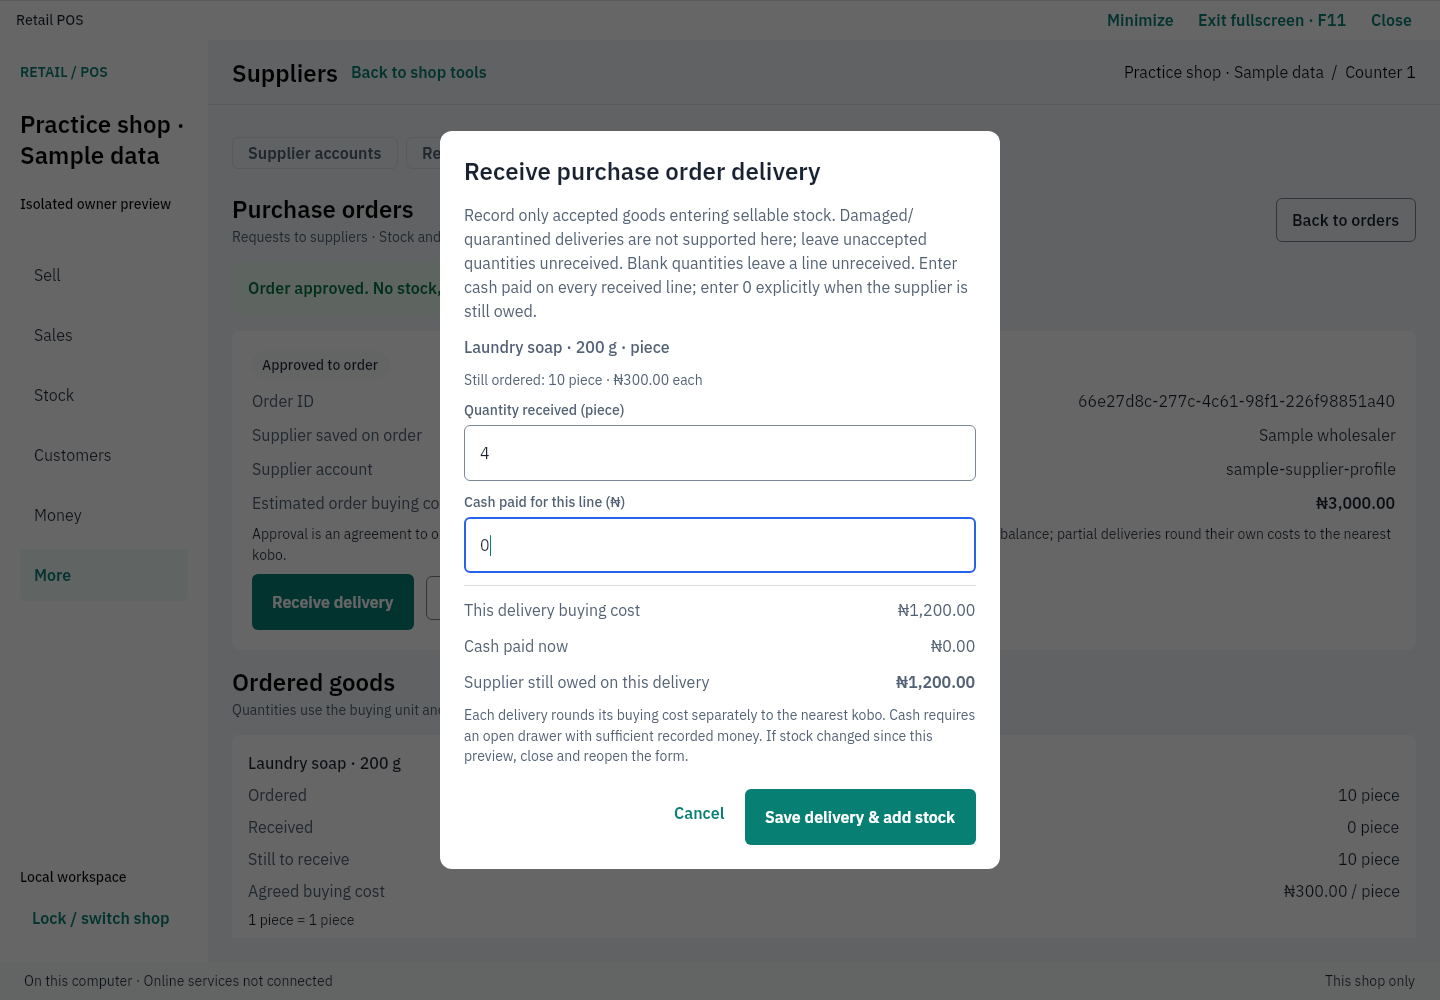 Retail POS
Minimize
Exit fullscreen · F11
Close
RETAIL / POS
Practice shop ·
Sample data
Isolated owner preview
Sell
Sales
Stock
Customers
Money
More
Local workspace
Lock / switch shop
Suppliers
Back to shop tools
Practice shop · Sample data / Counter 1
Supplier accounts
Purchase orders
Requests to suppliers · Stock and
Back to orders
Order approved. No stock,
Approved to order
Order ID
66e27d8c-277c-4c61-98f1-226f98851a40
Supplier saved on order
Sample wholesaler
Supplier account
sample-supplier-profile
Estimated order buying
₦3,000.00
Approval is an agreement to
balance; partial deliveries round their own costs to the nearest
kobo.
Receive delivery
Ordered goods
Quantities use the buying unit
Laundry soap · 200 g
Ordered
10 piece
Received
0 piece
Still to receive
10 piece
Agreed buying cost
₦300.00 / piece
1 piece = 1 piece
Receive purchase order delivery
Record only accepted goods entering sellable stock. Damaged/
quarantined deliveries are not supported here; leave unaccepted
quantities unreceived. Blank quantities leave a line unreceived. Enter
cash paid on every received line; enter 0 explicitly when the supplier is
still owed.
Laundry soap · 200 g · piece
Still ordered: 10 piece · ₦300.00 each
Quantity received (piece)
4
Cash paid for this line (₦)
0
This delivery buying cost
₦1,200.00
Cash paid now
₦0.00
Supplier still owed on this delivery
₦1,200.00
Each delivery rounds its buying cost separately to the nearest kobo. Cash requires
an open drawer with sufficient recorded money. If stock changed since this
preview, close and reopen the form.
Cancel
Save delivery & add stock
On this computer · Online services not connected
This shop only